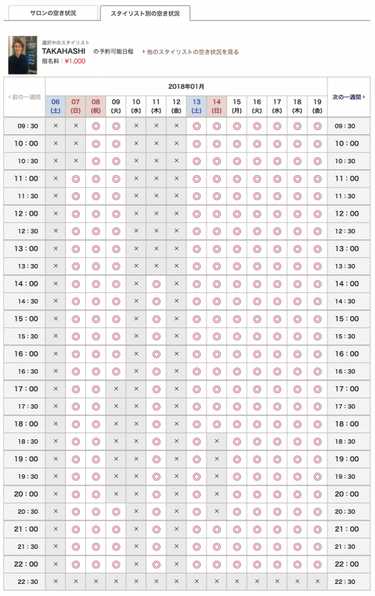 サロンの空き状況 スタイリスト別の空き状況
選択中のスタイリスト
TAKAHASHI の予約可能日程 他のスタイリストの空き状況を見る
指名料 ¥1,000
前の一週間 2018年01月 次の一週間
06 07 08 09 10 11 12 13 14 15 16 17 18 19
(土) (日) (祝) (火) (水) (木) (金) (土) (日) (月) (火) (水) (木) (金)
09:30 × × ◎ ◎ × × × ◎ ◎ ◎ ◎ ◎ ◎ ◎ 09:30
10:00 × × ◎ ◎ × × × ◎ ◎ ◎ ◎ ◎ ◎ ◎ 10:00
10:30 × × ◎ ◎ × × × ◎ ◎ ◎ ◎ ◎ ◎ ◎ 10:30
11:00 × ◎ ◎ ◎ × × × ◎ ◎ ◎ ◎ ◎ ◎ ◎ 11:00
11:30 × ◎ ◎ ◎ × × × ◎ ◎ ◎ ◎ ◎ ◎ ◎ 11:30
12:00 × ◎ ◎ ◎ × × × ◎ ◎ ◎ ◎ ◎ ◎ ◎ 12:00
12:30 × ◎ ◎ ◎ × × × ◎ ◎ ◎ ◎ ◎ ◎ ◎ 12:30
13:00 × ◎ ◎ ◎ × × × ◎ ◎ ◎ ◎ ◎ ◎ ◎ 13:00
13:30 × ◎ ◎ ◎ × × × ◎ ◎ ◎ ◎ ◎ ◎ ◎ 13:30
14:00 × ◎ ◎ ◎ × ◎ × ◎ ◎ ◎ ◎ ◎ ◎ ◎ 14:00
14:30 × ◎ ◎ ◎ × ◎ × ◎ ◎ ◎ ◎ ◎ ◎ ◎ 14:30
15:00 × ◎ ◎ ◎ × ◎ × ◎ ◎ ◎ ◎ ◎ ◎ ◎ 15:00
15:30 × ◎ ◎ ◎ × ◎ × ◎ ◎ ◎ ◎ ◎ ◎ ◎ 15:30
16:00 × ◎ ◎ ◎ × ◎ × ◎ ◎ ◎ ◎ ◎ ◎ ◎ 16:00
16:30 × ◎ ◎ ◎ × ◎ × ◎ ◎ ◎ ◎ ◎ ◎ ◎ 16:30
17:00 × ◎ ◎ × × ◎ × ◎ ◎ ◎ ◎ ◎ ◎ ◎ 17:00
17:30 × ◎ ◎ × × ◎ × ◎ ◎ ◎ ◎ ◎ ◎ ◎ 17:30
18:00 × ◎ ◎ × × ◎ × ◎ ◎ ◎ ◎ ◎ ◎ ◎ 18:00
18:30 × ◎ ◎ × × ◎ × ◎ × ◎ ◎ ◎ ◎ ◎ 18:30
19:00 × ◎ ◎ × × ◎ × ◎ × ◎ ◎ ◎ ◎ ◎ 19:00
19:30 × ◎ ◎ × × ◎ × ◎ × ◎ ◎ ◎ ◎ ◎ 19:30
20:00 × ◎ ◎ × × ◎ × ◎ × ◎ ◎ ◎ ◎ ◎ 20:00
20:30 × ◎ ◎ ◎ × ◎ × ◎ × ◎ ◎ ◎ ◎ ◎ 20:30
21:00 × ◎ ◎ ◎ × ◎ × ◎ ◎ ◎ ◎ ◎ ◎ ◎ 21:00
21:30 × ◎ ◎ ◎ × ◎ × ◎ ◎ ◎ ◎ ◎ ◎ ◎ 21:30
22:00 × ◎ ◎ ◎ × ◎ × ◎ ◎ ◎ ◎ ◎ ◎ ◎ 22:00
22:30 × × × × × × × × × × × × × × 22:30